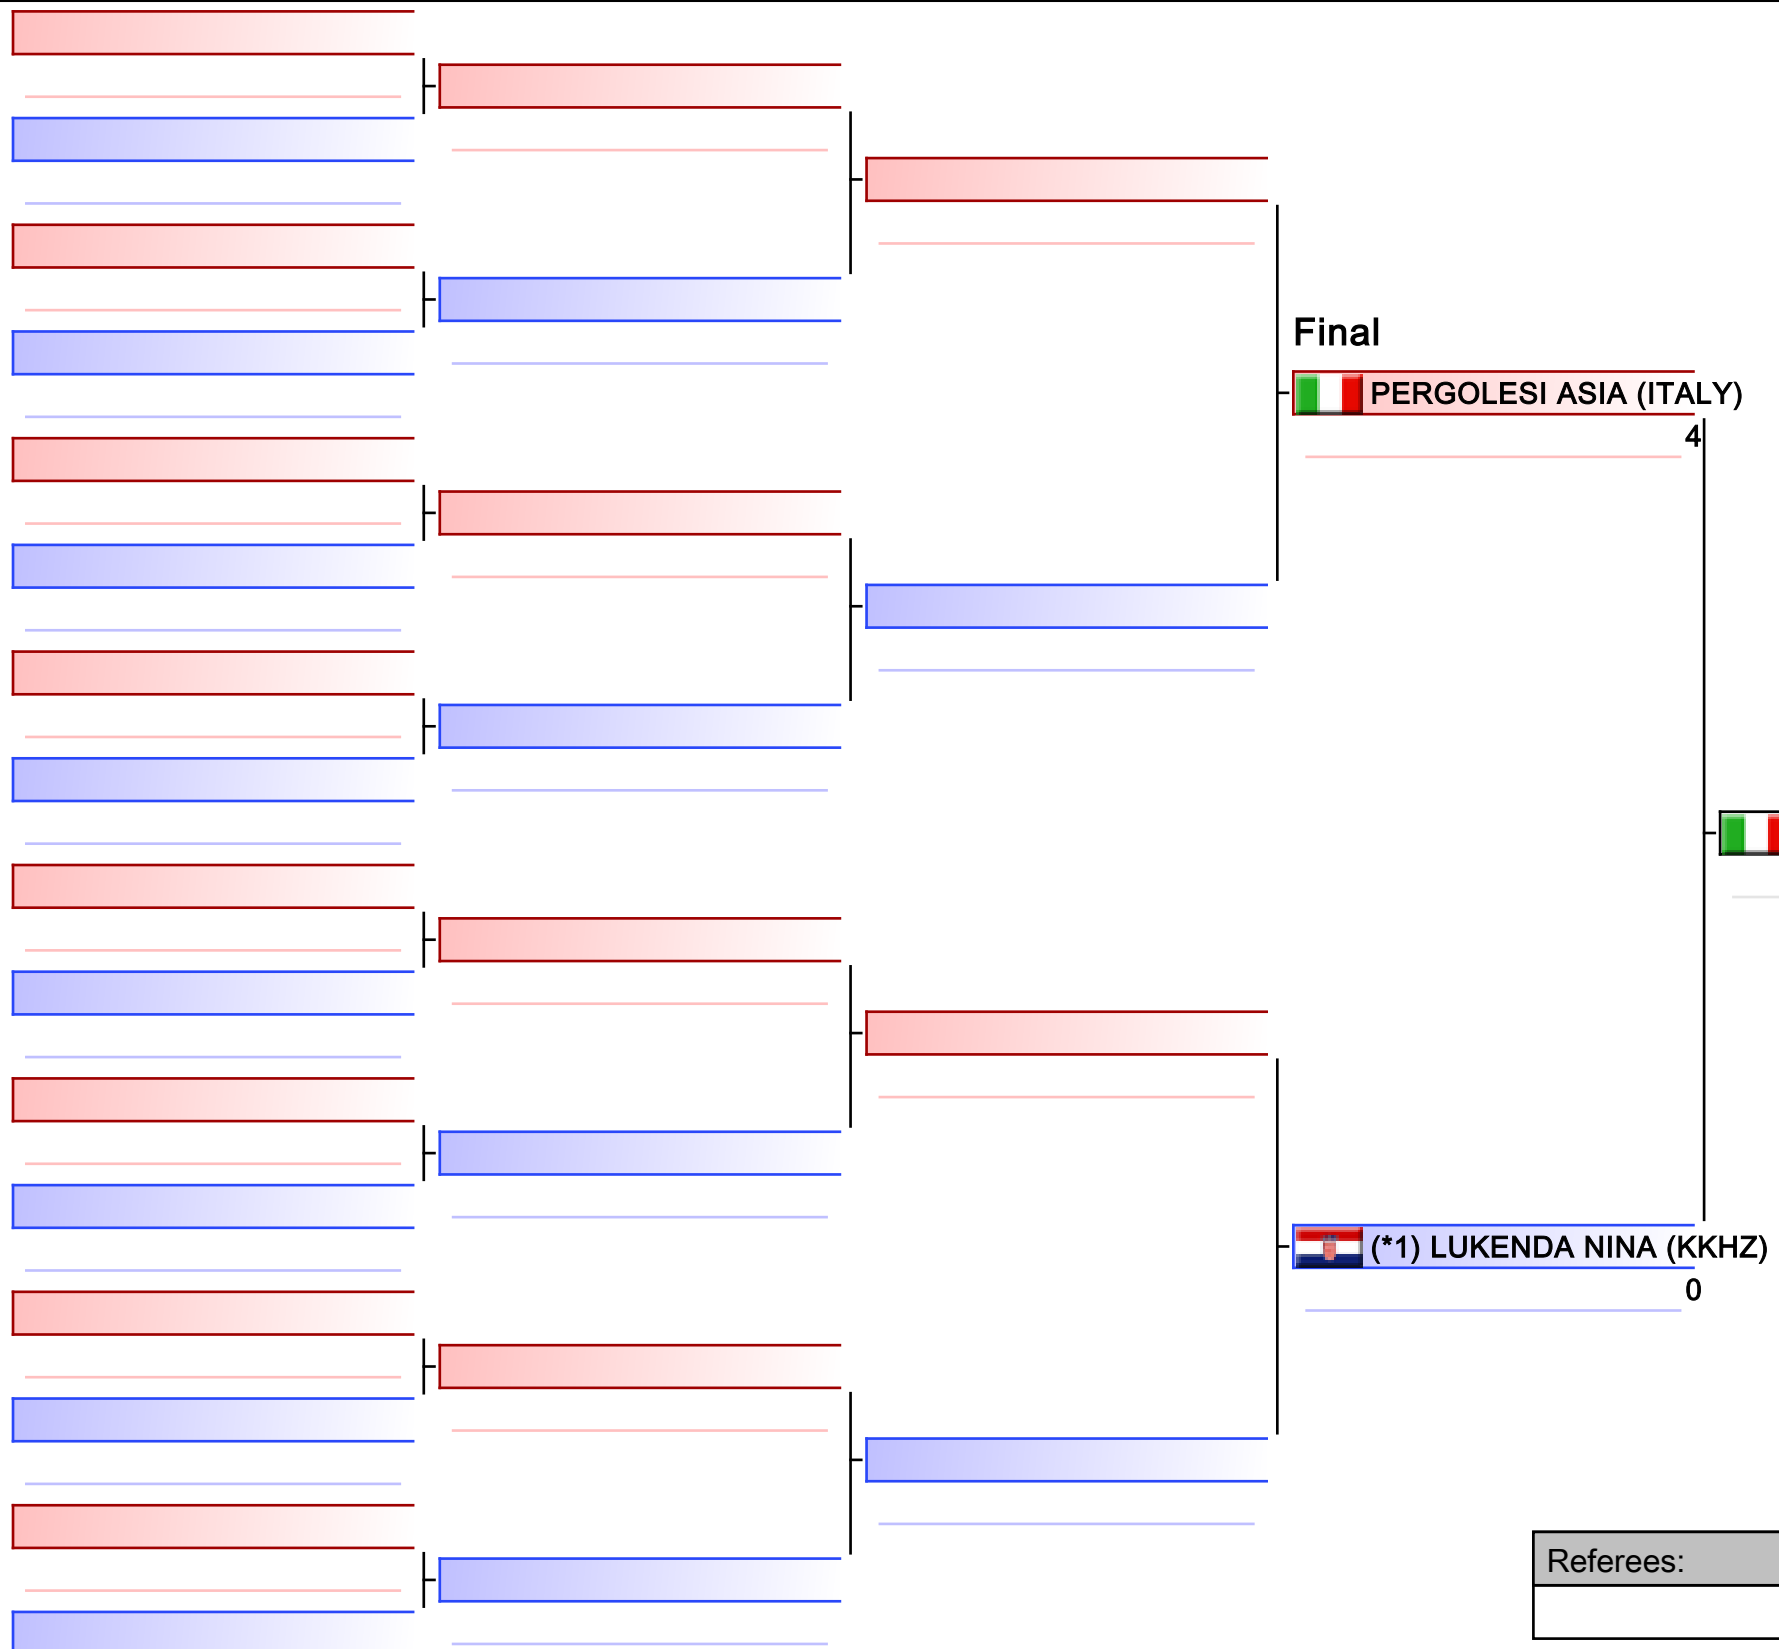 Final
PERGOLESI ASIA (ITALY)
4
(*1) LUKENDA NINA (KKHZ)
0
Referees: